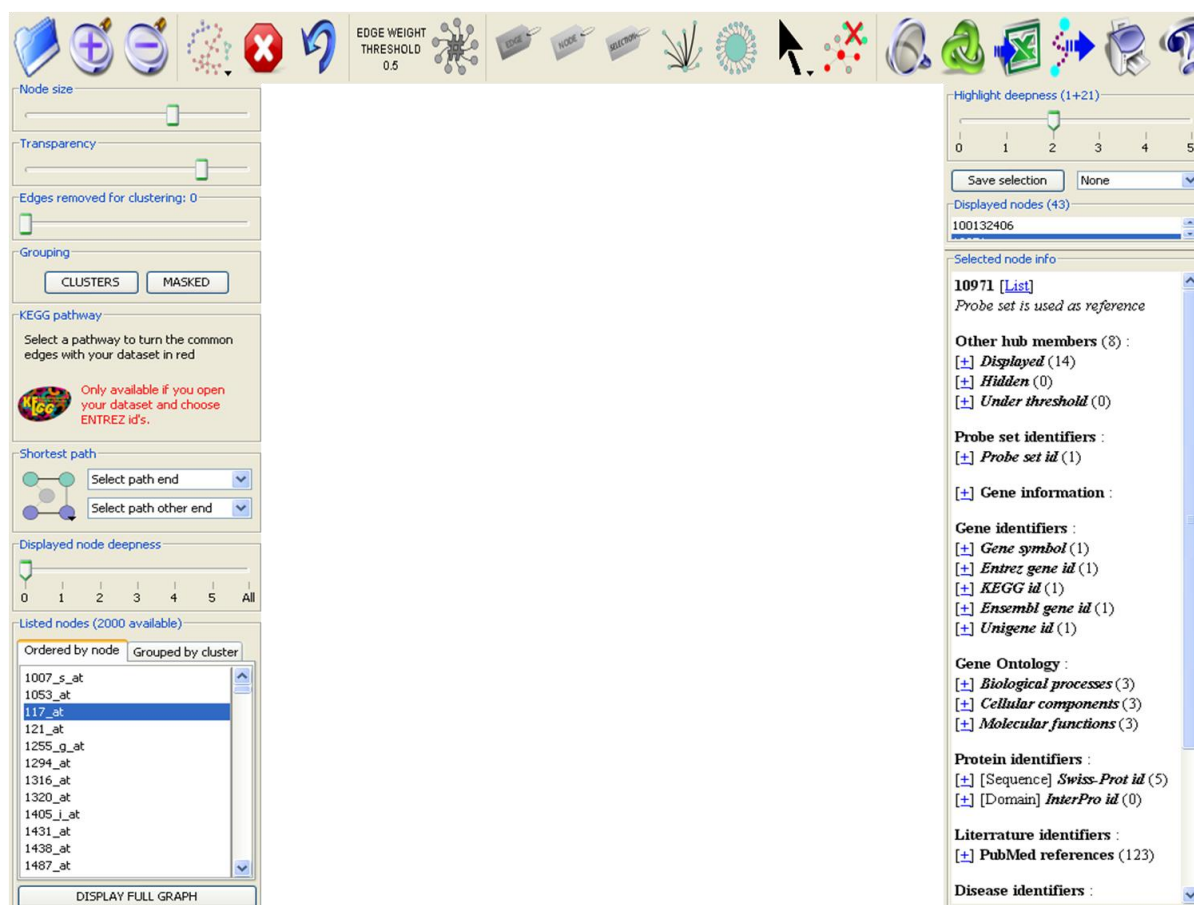 EDGE WEIGHT
THRESHOLD
0.5
EDGE
NODE
SELECTION
Node size
Transparency
Edges removed for clustering: 0
Grouping
CLUSTERS
MASKED
KEGG pathway
Select a pathway to turn the common
edges with your dataset in red
KEGG
Only available if you open
your dataset and choose
ENTREZ id's.
Shortest path
Select path end
Select path other end
Displayed node deepness
0 1 2 3 4 5 All
Listed nodes (2000 available)
Ordered by node
Grouped by cluster
1007_s_at
1053_at
117_at
121_at
1255_g_at
1294_at
1316_at
1320_at
1405_i_at
1431_at
1438_at
1487_at
DISPLAY FULL GRAPH
Highlight deepness (1+21)
0 1 2 3 4 5
Save selection
None
Displayed nodes (43)
100132406
Selected node info
10971 [List]
Probe set is used as reference
Other hub members (8) :
[+] Displayed (14)
[+] Hidden (0)
[+] Under threshold (0)
Probe set identifiers :
[+] Probe set id (1)
[+] Gene information :
Gene identifiers :
[+] Gene symbol (1)
[+] Entrez gene id (1)
[+] KEGG id (1)
[+] Ensembl gene id (1)
[+] Unigene id (1)
Gene Ontology :
[+] Biological processes (3)
[+] Cellular components (3)
[+] Molecular functions (3)
Protein identifiers :
[+] [Sequence] Swiss-Prot id (5)
[+] [Domain] InterPro id (0)
Literrature identifiers :
[+] PubMed references (123)
Disease identifiers :